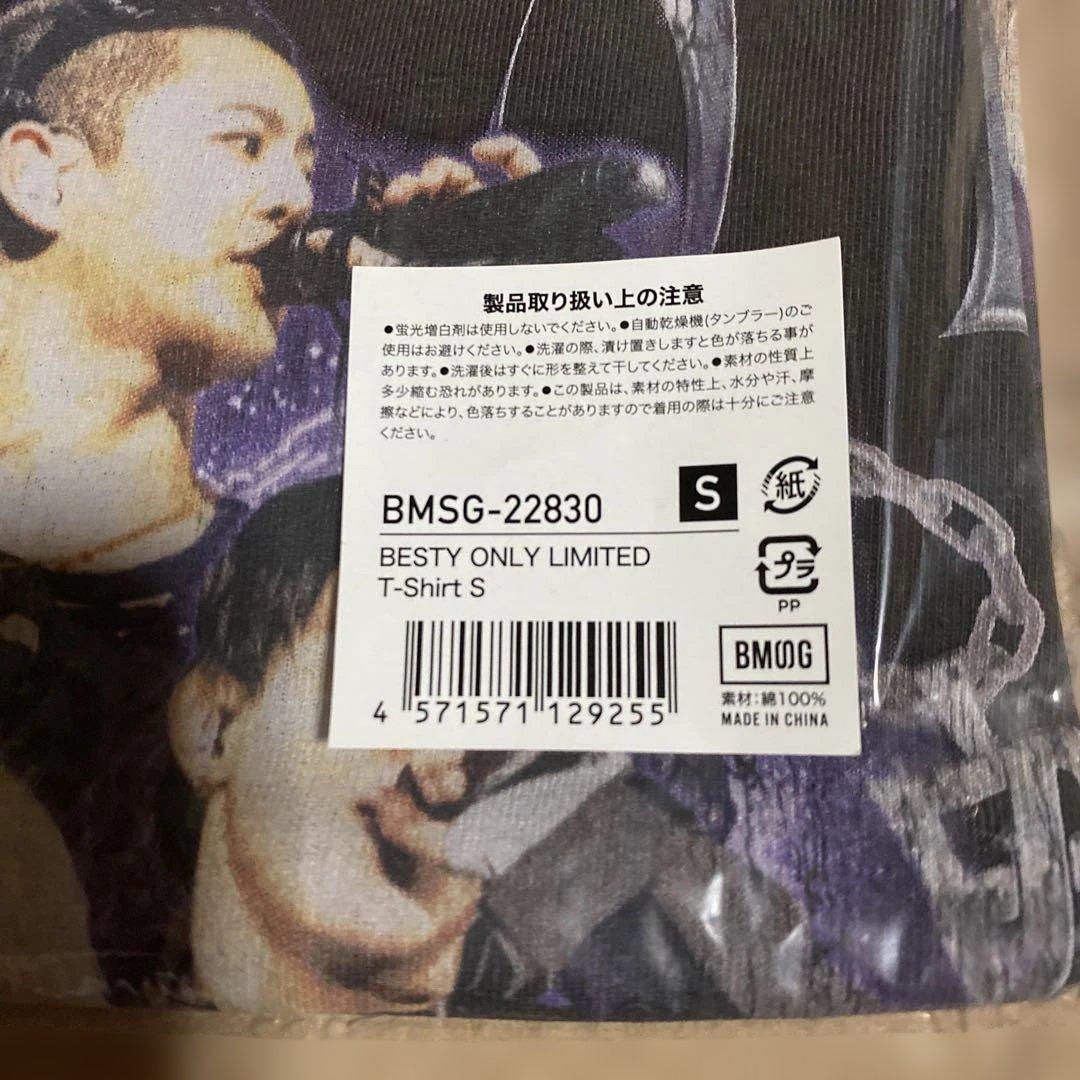 製品取り扱い上の注意
●蛍光増白剤は使用しないでください。●自動乾燥機(タンブラー)のご
使用はお避けください。●洗濯の際、漬け置きしますと色が落ちる事が
あります。●洗濯後はすぐに形を整えて干してください。●素材の性質上
多少縮む恐れがあります。●この製品は、素材の特性上、水分や汗、摩
擦などにより、色落ちすることがありますので着用の際は十分にご注意
ください。
BMSG-22830 S
紙
BESTY ONLY LIMITED
T-Shirt S
プラ
PP
BMSG
素材:綿100%
MADE IN CHINA
4 571571 129255